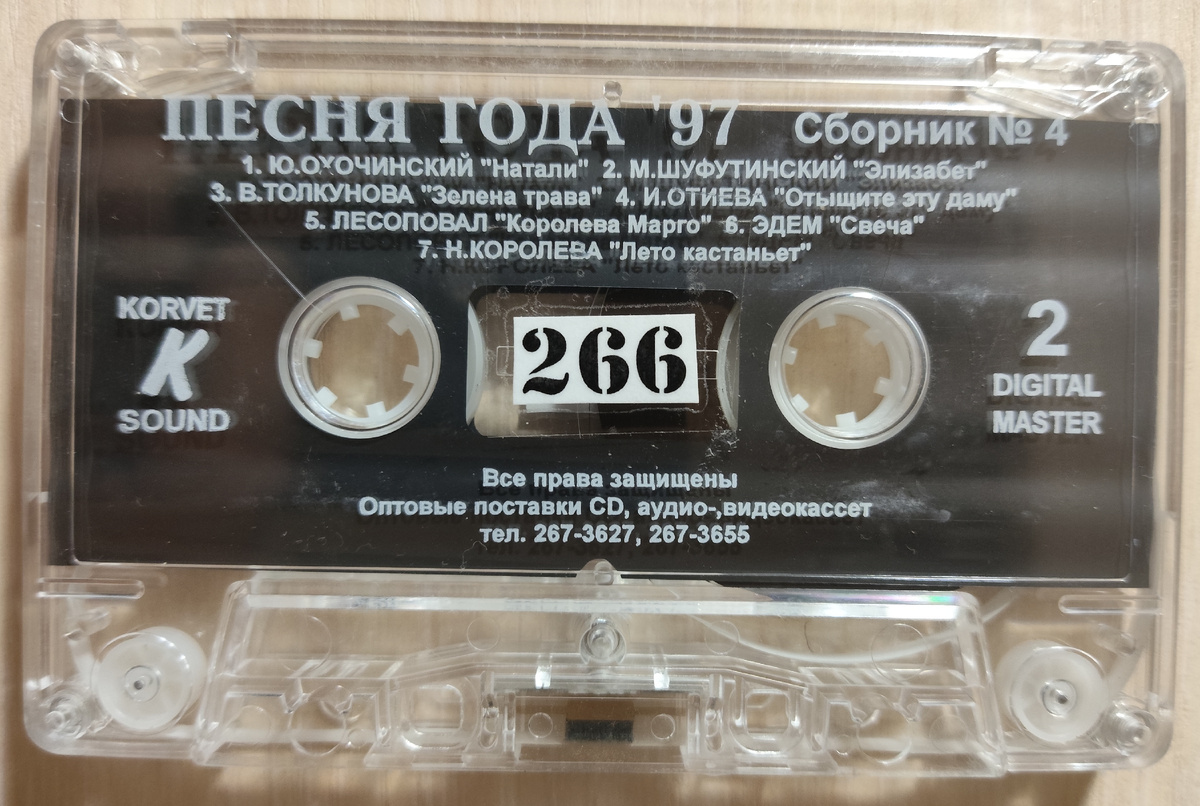 ПЕСНЯ ГОДА '97 Сборник № 4
1. Ю.ОХОЧИНСКИЙ "Натали" 2. М.ШУФУТИНСКИЙ "Элизабет"
3. В.ТОЛКУНОВА "Зелена трава" 4. И.ОТИЕВА "Отыщите эту даму"
5. ЛЕСОПОВАЛ "Королева Марго" 6. ЭДЕМ "Свеча"
7. Н.КОРОЛЕВА "Лето кастаньет"
KORVET
K
SOUND
266
2
DIGITAL
MASTER
Все права защищены
Оптовые поставки CD, аудио-,видеокассет
тел. 267-3627, 267-3655